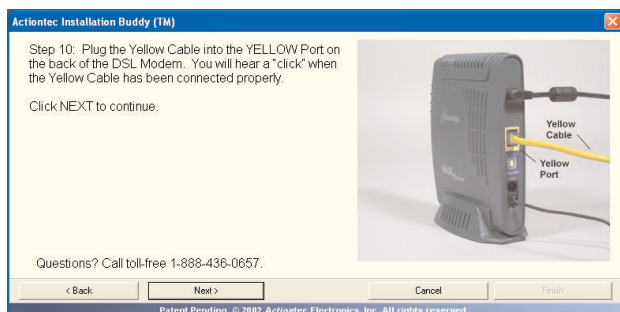 Actiontec Installation Buddy (TM)
Step 10: Plug the Yellow Cable into the YELLOW Port on
the back of the DSL Modem. You will hear a "click" when
the Yellow Cable has been connected properly.
Click NEXT to continue.
Yellow
Cable
Yellow
Port
Questions? Call toll-free 1-888-436-0657.
< Back
Next >
Cancel
Finish
Patent Pending. © 2002 Actiontec Electronics, Inc. All rights reserved.